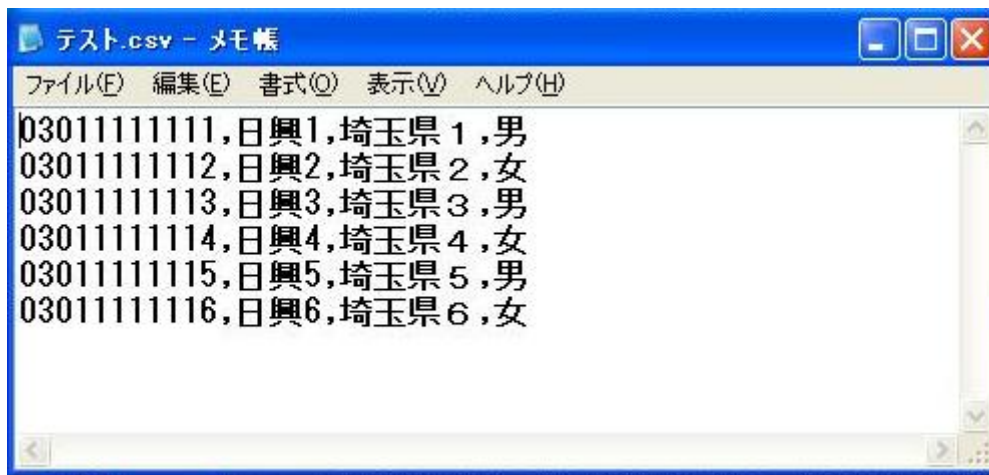 テスト.csv - メモ帳
ファイル(F) 編集(E) 書式(O) 表示(V) ヘルプ(H)
03011111111,日興1,埼玉県１,男
03011111112,日興2,埼玉県２,女
03011111113,日興3,埼玉県３,男
03011111114,日興4,埼玉県４,女
03011111115,日興5,埼玉県５,男
03011111116,日興6,埼玉県６,女